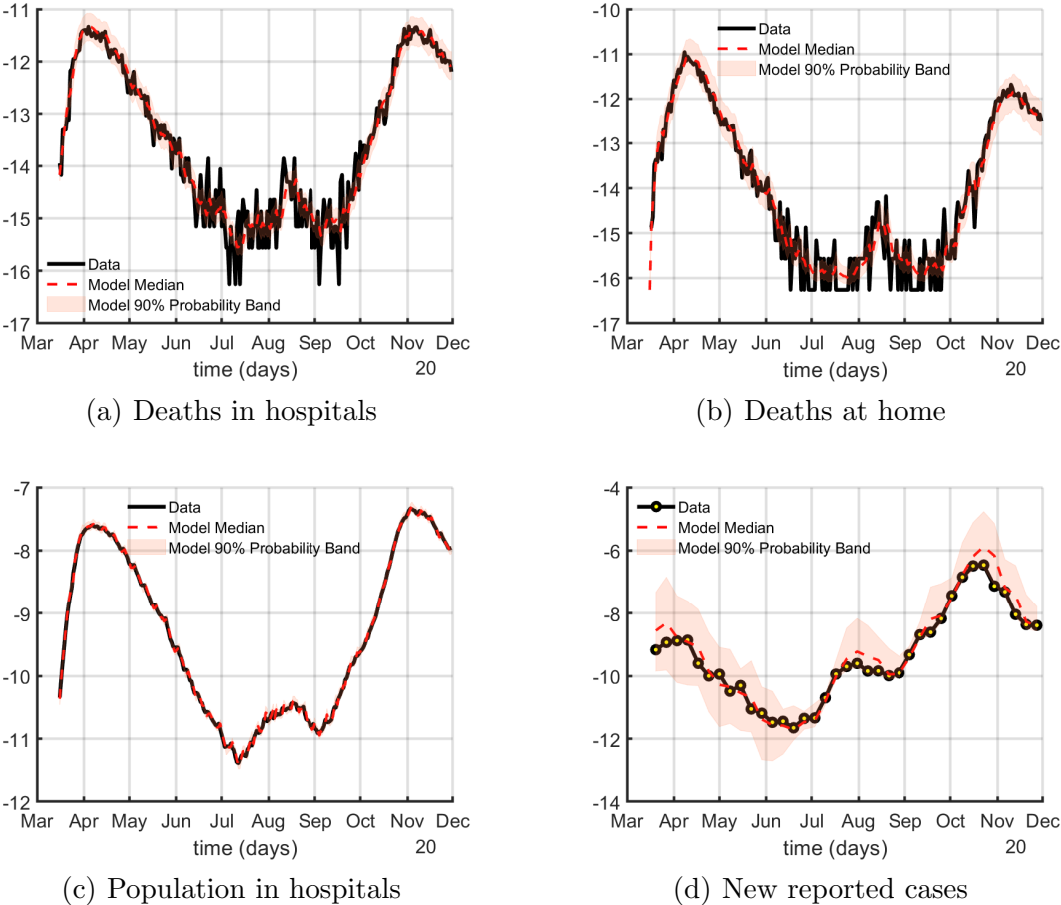 -11
-12
-13
-14
-15
-16
-17
Data
Model Median
Model 90% Probability Band
Mar Apr May Jun Jul Aug Sep Oct Nov Dec
time (days) 20
(a) Deaths in hospitals
-10
-11
-12
-13
-14
-15
-16
-17
Data
Model Median
Model 90% Probability Band
Mar Apr May Jun Jul Aug Sep Oct Nov Dec
time (days) 20
(b) Deaths at home
-7
-8
-9
-10
-11
-12
Data
Model Median
Model 90% Probability Band
Mar Apr May Jun Jul Aug Sep Oct Nov Dec
time (days) 20
(c) Population in hospitals
-4
-6
-8
-10
-12
-14
Data
Model Median
Model 90% Probability Band
Mar Apr May Jun Jul Aug Sep Oct Nov Dec
time (days) 20
(d) New reported cases